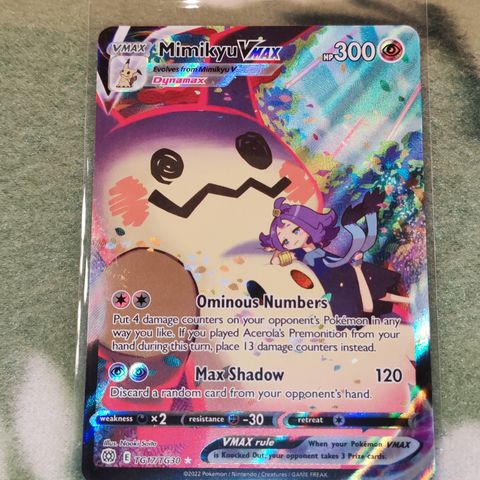 VMAX Mimikyu VMAX HP 300
Evolves from Mimikyu V
Dynamax
Ominous Numbers
Put 4 damage counters on your opponent's Pokémon in any
way you like. If you played Acerola's Premonition from your
hand during this turn, place 13 damage counters instead.
Max Shadow 120
Discard a random card from your opponent's hand.
weakness ×2 resistance -30 retreat
Illus. Naoki Saito
E TG17/TG30
VMAX rule When your Pokémon VMAX
is Knocked Out, your opponent takes 3 Prize cards.
©2022 Pokémon / Nintendo / Creatures / GAME FREAK